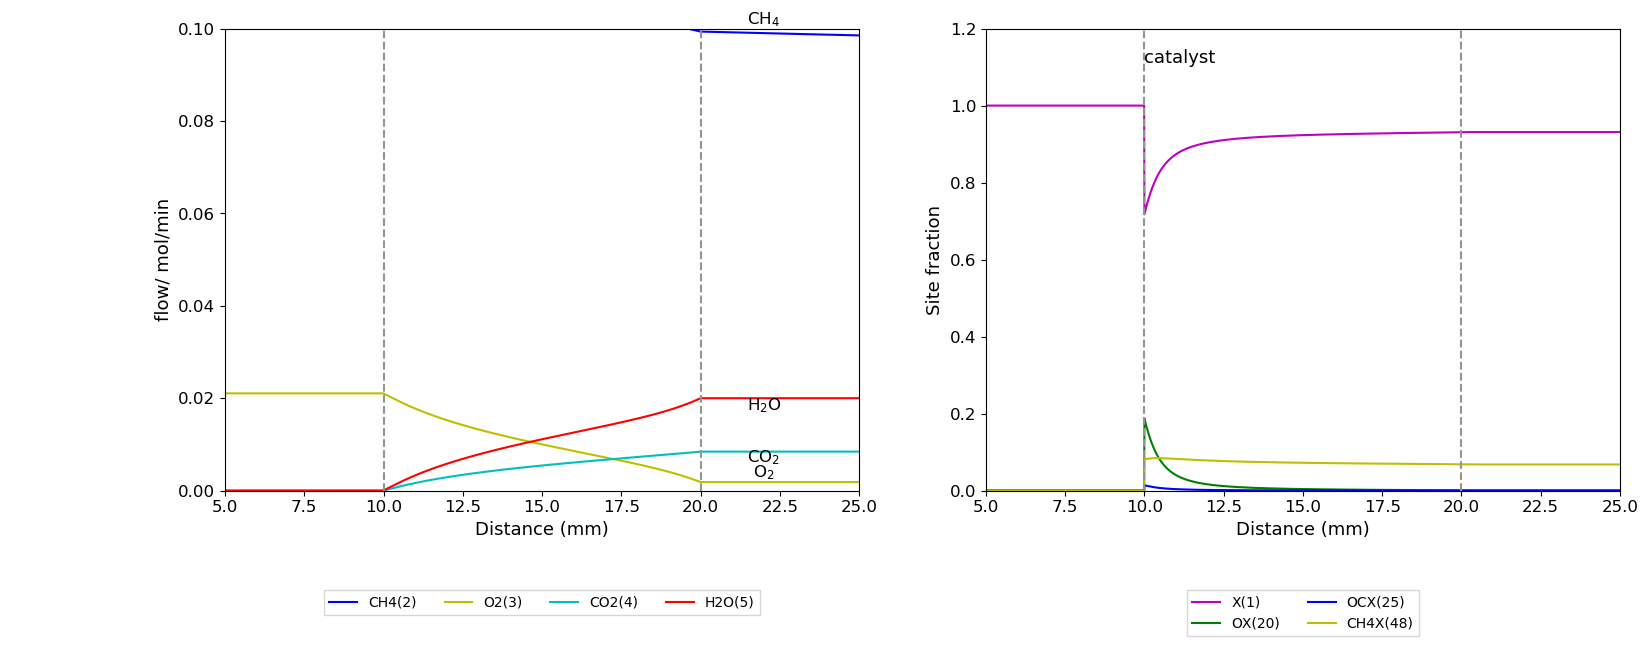 CH₄
0.10
0.08
0.06
0.04
0.02
0.00
flow/ mol/min
H₂O
CO₂
O₂
5.0 7.5 10.0 12.5 15.0 17.5 20.0 22.5 25.0
Distance (mm)
CH4(2) O2(3) CO2(4) H2O(5)
catalyst
1.2
1.0
0.8
0.6
0.4
0.2
0.0
Site fraction
5.0 7.5 10.0 12.5 15.0 17.5 20.0 22.5 25.0
Distance (mm)
X(1) OCX(25)
OX(20) CH4X(48)